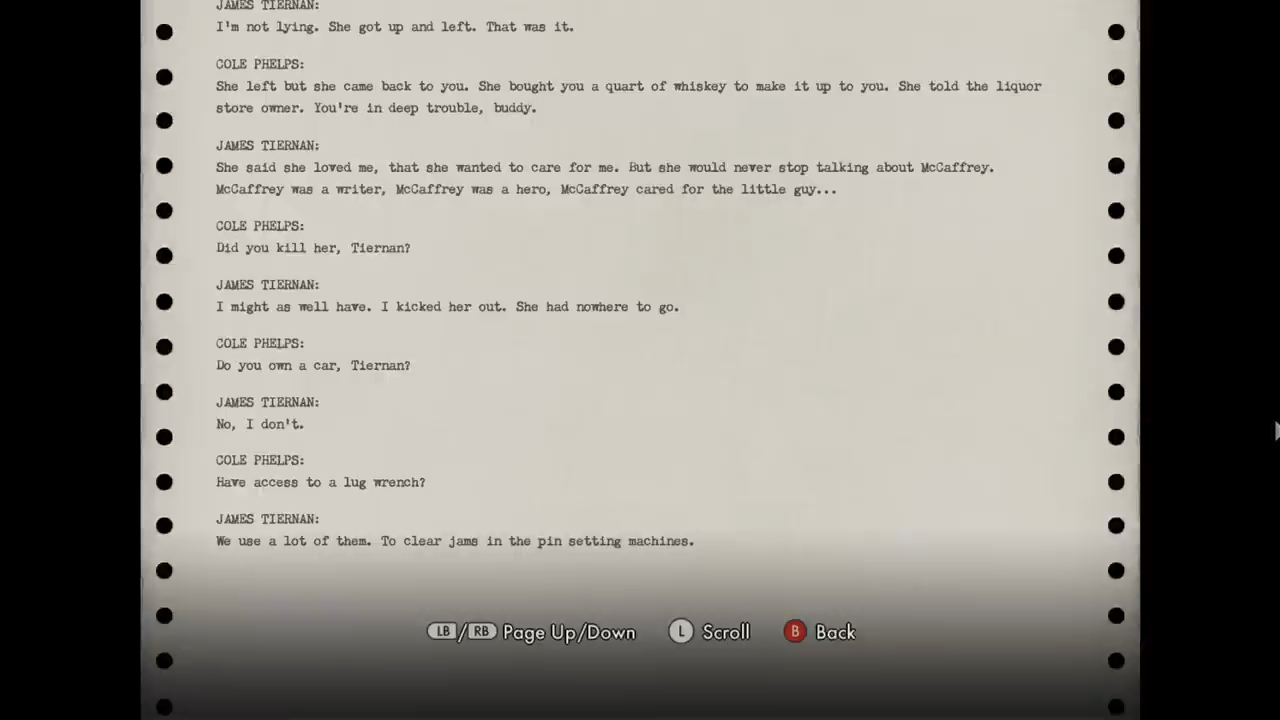 JAMES TIERNAN:
I'm not lying. She got up and left. That was it.
COLE PHELPS:
She left but she came back to you. She bought you a quart of whiskey to make it up to you. She told the liquor
store owner. You're in deep trouble, buddy.
JAMES TIERNAN:
She said she loved me, that she wanted to care for me. But she would never stop talking about McCaffrey.
McCaffrey was a writer, McCaffrey was a hero, McCaffrey cared for the little guy...
COLE PHELPS:
Did you kill her, Tiernan?
JAMES TIERNAN:
I might as well have. I kicked her out. She had nowhere to go.
COLE PHELPS:
Do you own a car, Tiernan?
JAMES TIERNAN:
No, I don't.
COLE PHELPS:
Have access to a lug wrench?
JAMES TIERNAN:
We use a lot of them. To clear jams in the pin setting machines.
LB/RB Page Up/Down L Scroll B Back